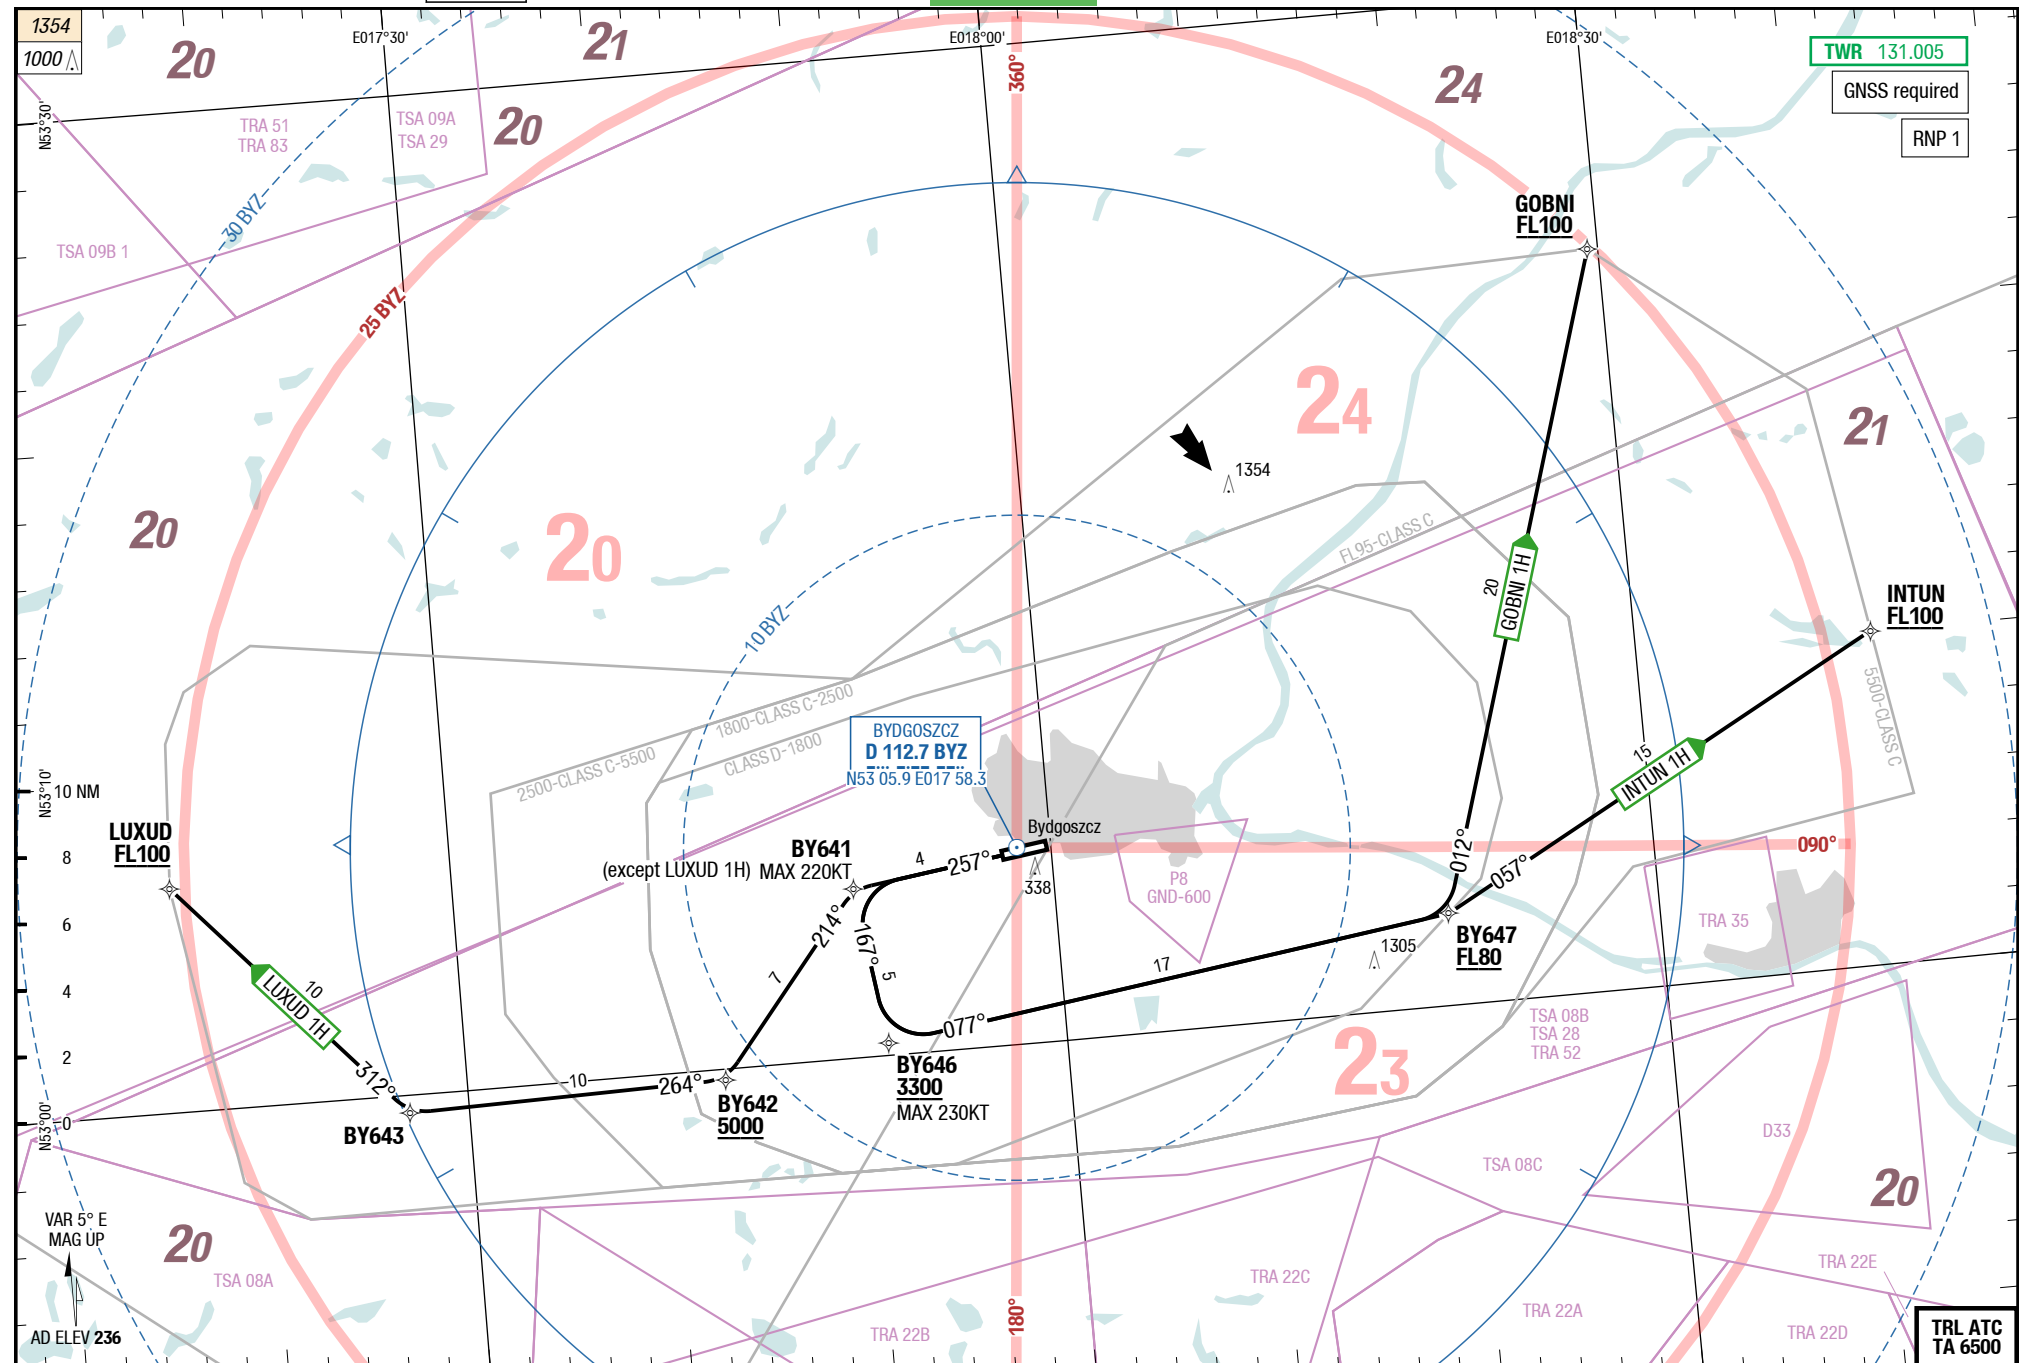 1354
1000
20
21
E017°30'
E018°00'
E018°30'
TWR 131.005
GNSS required
RNP 1
24
360°
N53°30'
TRA 51
TRA 83
TSA 09A
TSA 29
20
TSA 09B 1
30 BYZ
25 BYZ
GOBNI
FL100
24
1354
21
20
20
FL95-CLASS C
20
GOBNI 1H
INTUN
FL100
10 BYZ
1800-CLASS C-2500
2500-CLASS C-5500
CLASS D-1800
5500-CLASS C
BYDGOSZCZ
D 112.7 BYZ
N53 05.9 E017 58.3
15
INTUN 1H
N53°10'
10 NM
8
6
4
2
0
N53°00'
LUXUD
FL100
BY641
(except LUXUD 1H) MAX 220KT
4
257°
Bydgoszcz
338
P8
GND-600
012°
057°
090°
TRA 35
BY647
FL80
1305
17
214°
167°
5
7
077°
10
LUXUD 1H
312°
10
264°
BY643
BY642
5000
BY646
3300
MAX 230KT
23
TSA 08B
TSA 28
TRA 52
D33
TSA 08C
20
VAR 5° E
MAG UP
AD ELEV 236
20
TSA 08A
180°
TRA 22B
TRA 22C
TRA 22A
TRA 22E
TRA 22D
TRL ATC
TA 6500